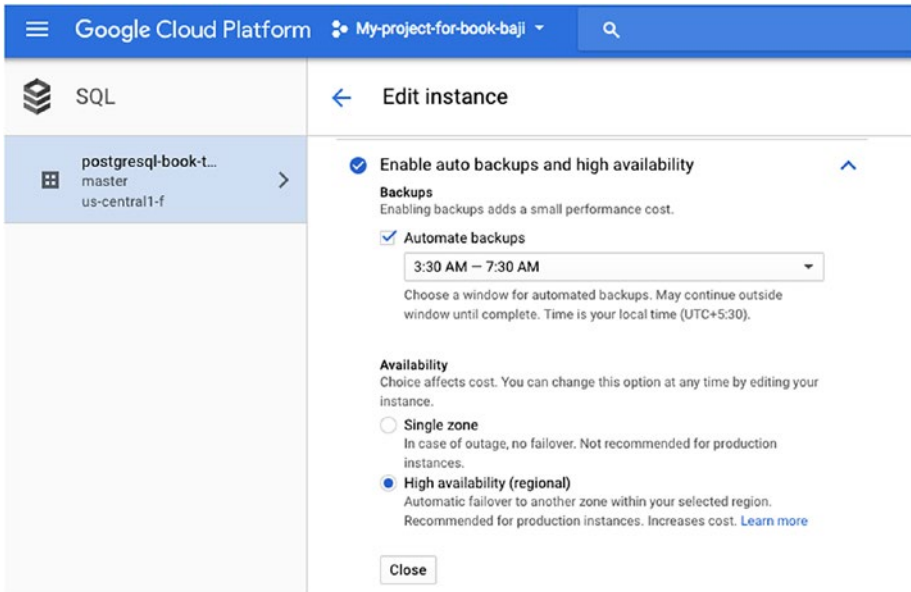 Google Cloud Platform My-project-for-book-baji
SQL
Edit instance
postgresql-book-t...
master
us-central1-f
Enable auto backups and high availability
Backups
Enabling backups adds a small performance cost.
Automate backups
3:30 AM — 7:30 AM
Choose a window for automated backups. May continue outside
window until complete. Time is your local time (UTC+5:30).
Availability
Choice affects cost. You can change this option at any time by editing your
instance.
Single zone
In case of outage, no failover. Not recommended for production
instances.
High availability (regional)
Automatic failover to another zone within your selected region.
Recommended for production instances. Increases cost. Learn more
Close